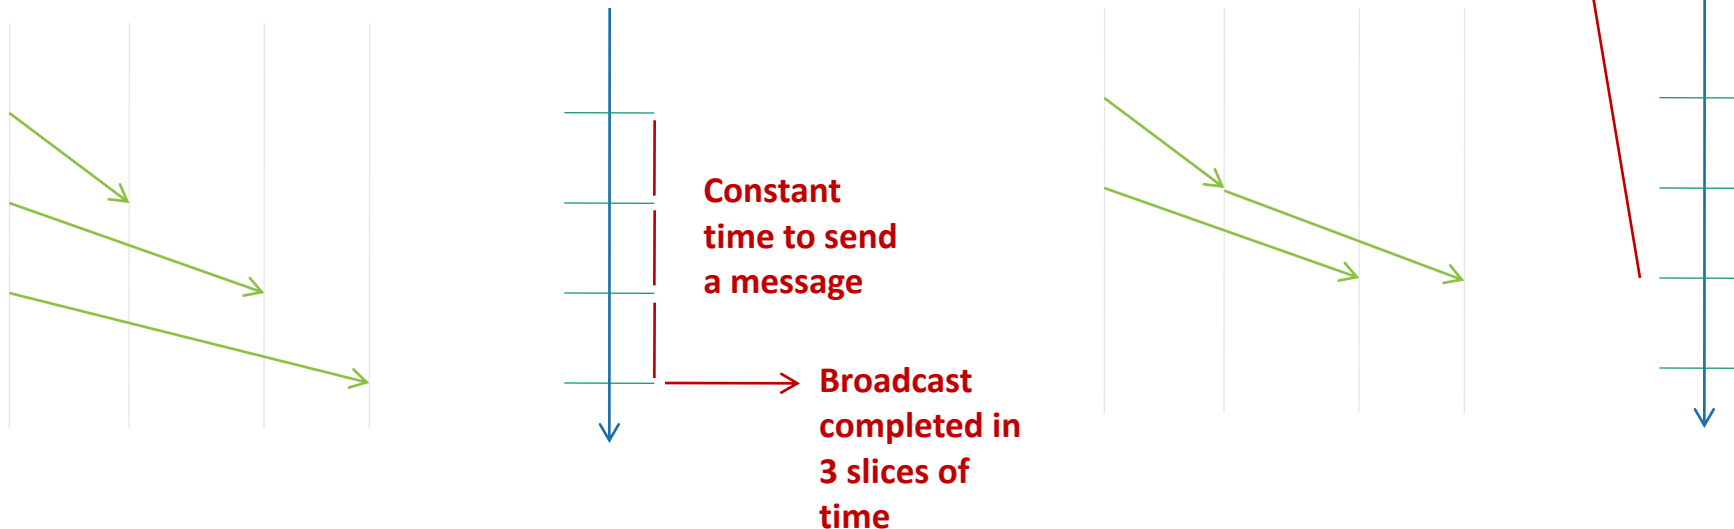 Constant
time to send
a message
Broadcast
completed in
3 slices of
time